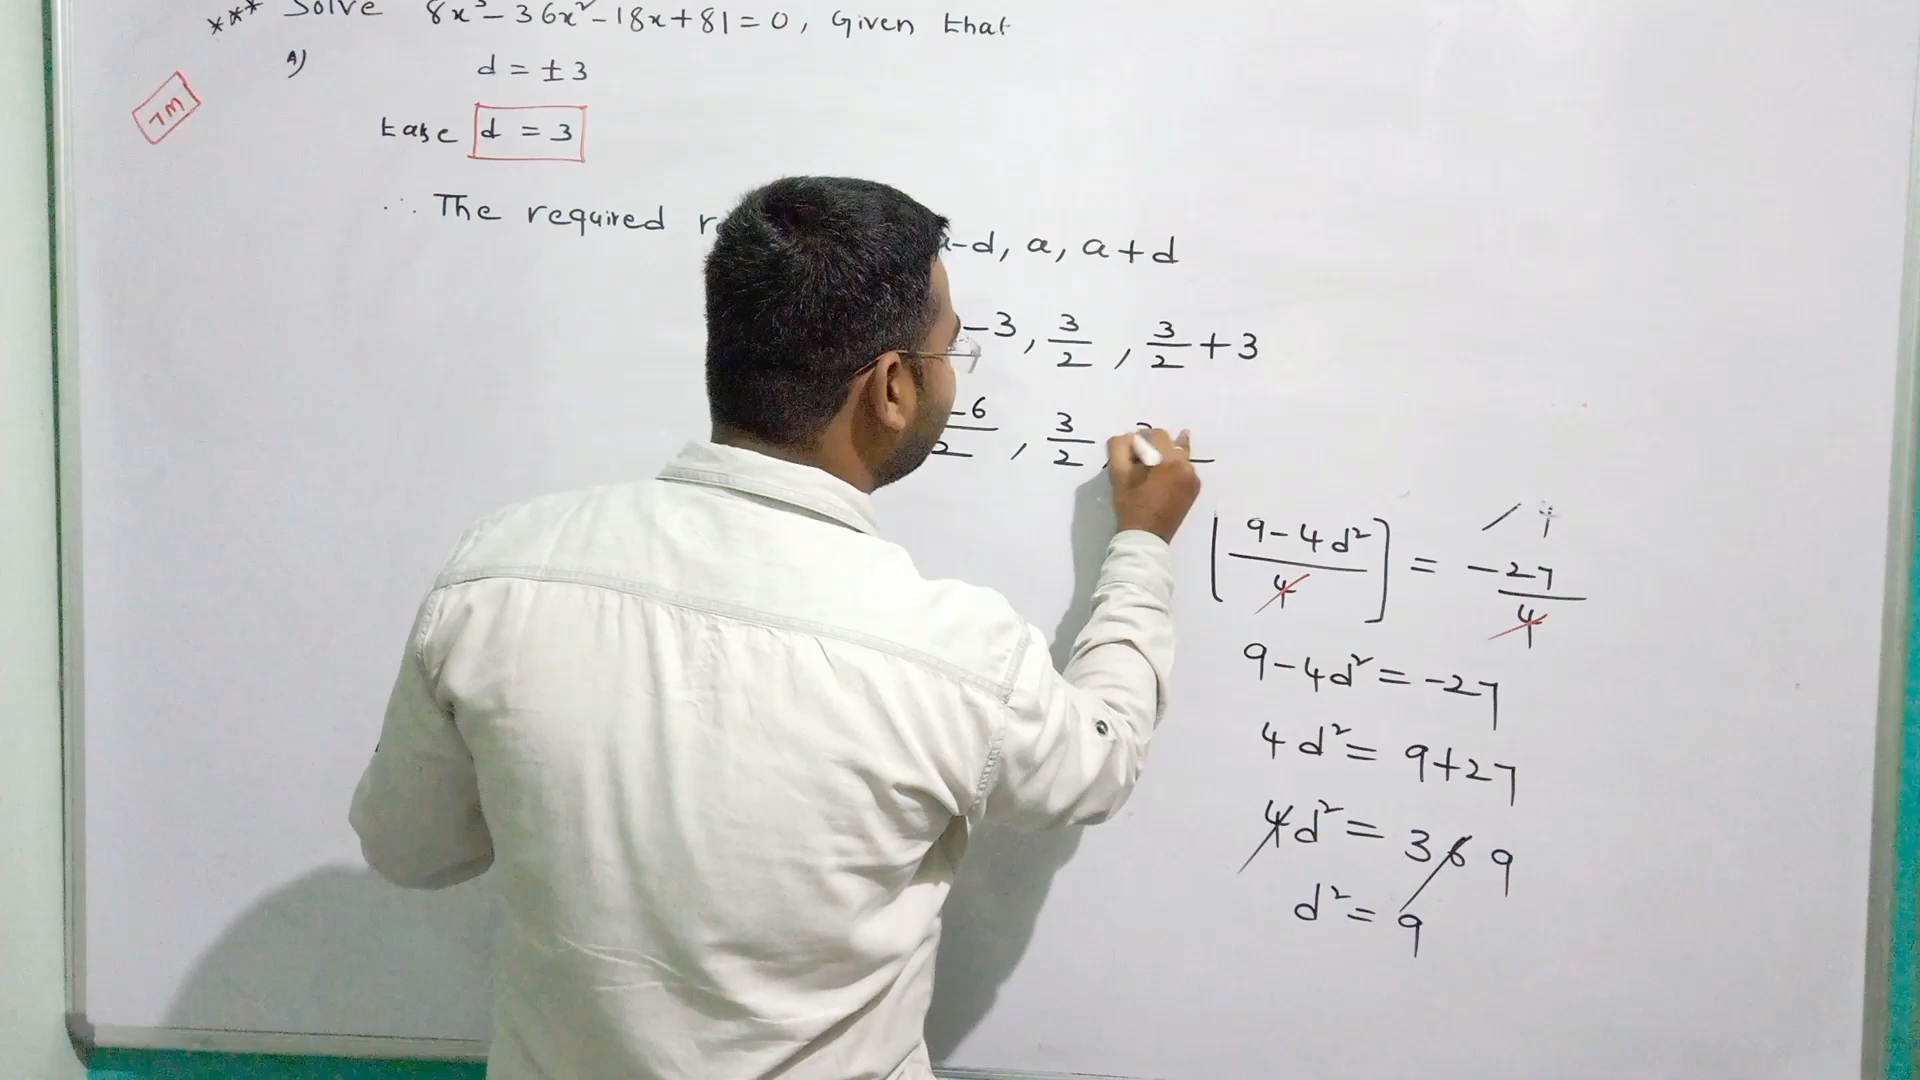 *** Solve 8x³-36x²-18x+81=0, Given that
A)
d = ±3
7M
take d = 3
∴ The required
-d, a, a+d
-3, 3/2, 3/2+3
-6/2, 3/2,
[9-4d²/4] = -27/4
9-4d²=-27
4d²= 9+27
4d²= 36 9
d²= 9